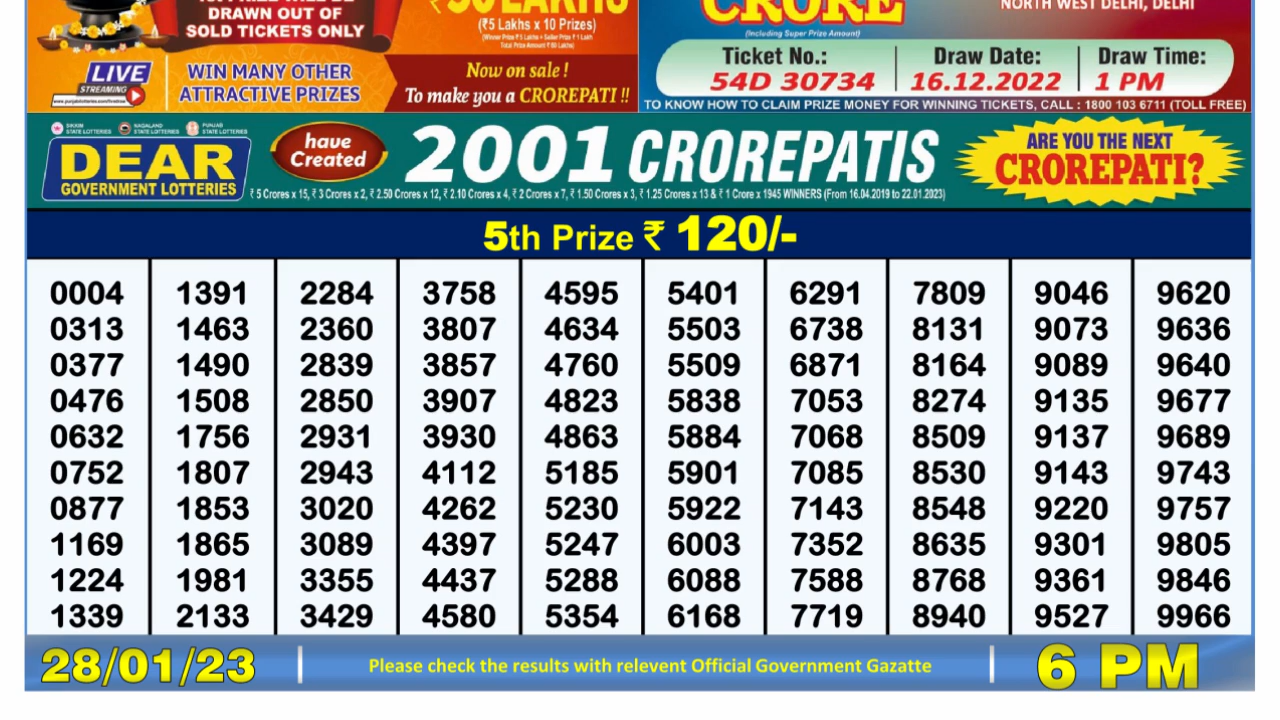 DRAWN OUT OF
SOLD TICKETS ONLY
(₹5 Lakhs x 10 Prizes)
LIVE
STREAMING
WIN MANY OTHER
ATTRACTIVE PRIZES
Now on sale !
To make you a CROREPATI !!
CRORE
(Including Super Prize Amount)
NORTH WEST DELHI, DELHI
Ticket No.: Draw Date: Draw Time:
54D 30734 16.12.2022 1 PM
TO KNOW HOW TO CLAIM PRIZE MONEY FOR WINNING TICKETS, CALL : 1800 103 6711 (TOLL FREE)
SIKKIM STATE LOTTERIES NAGALAND STATE LOTTERIES PUNJAB STATE LOTTERIES
DEAR
GOVERNMENT LOTTERIES
have
Created
2001 CROREPATIS
ARE YOU THE NEXT
CROREPATI?
₹ 5 Crores x 15, ₹ 3 Crores x 2, ₹ 2.50 Crores x 12, ₹ 2.10 Crores x 4, ₹ 2 Crores x 7, ₹ 1.50 Crores x 3, ₹ 1.25 Crores x 13 & ₹ 1 Crore x 1945 WINNERS (From 16.04.2019 to 22.01.2023)
5th Prize ₹ 120/-
0004 1391 2284 3758 4595 5401 6291 7809 9046 9620
0313 1463 2360 3807 4634 5503 6738 8131 9073 9636
0377 1490 2839 3857 4760 5509 6871 8164 9089 9640
0476 1508 2850 3907 4823 5838 7053 8274 9135 9677
0632 1756 2931 3930 4863 5884 7068 8509 9137 9689
0752 1807 2943 4112 5185 5901 7085 8530 9143 9743
0877 1853 3020 4262 5230 5922 7143 8548 9220 9757
1169 1865 3089 4397 5247 6003 7352 8635 9301 9805
1224 1981 3355 4437 5288 6088 7588 8768 9361 9846
1339 2133 3429 4580 5354 6168 7719 8940 9527 9966
28/01/23 Please check the results with relevent Official Government Gazatte 6 PM